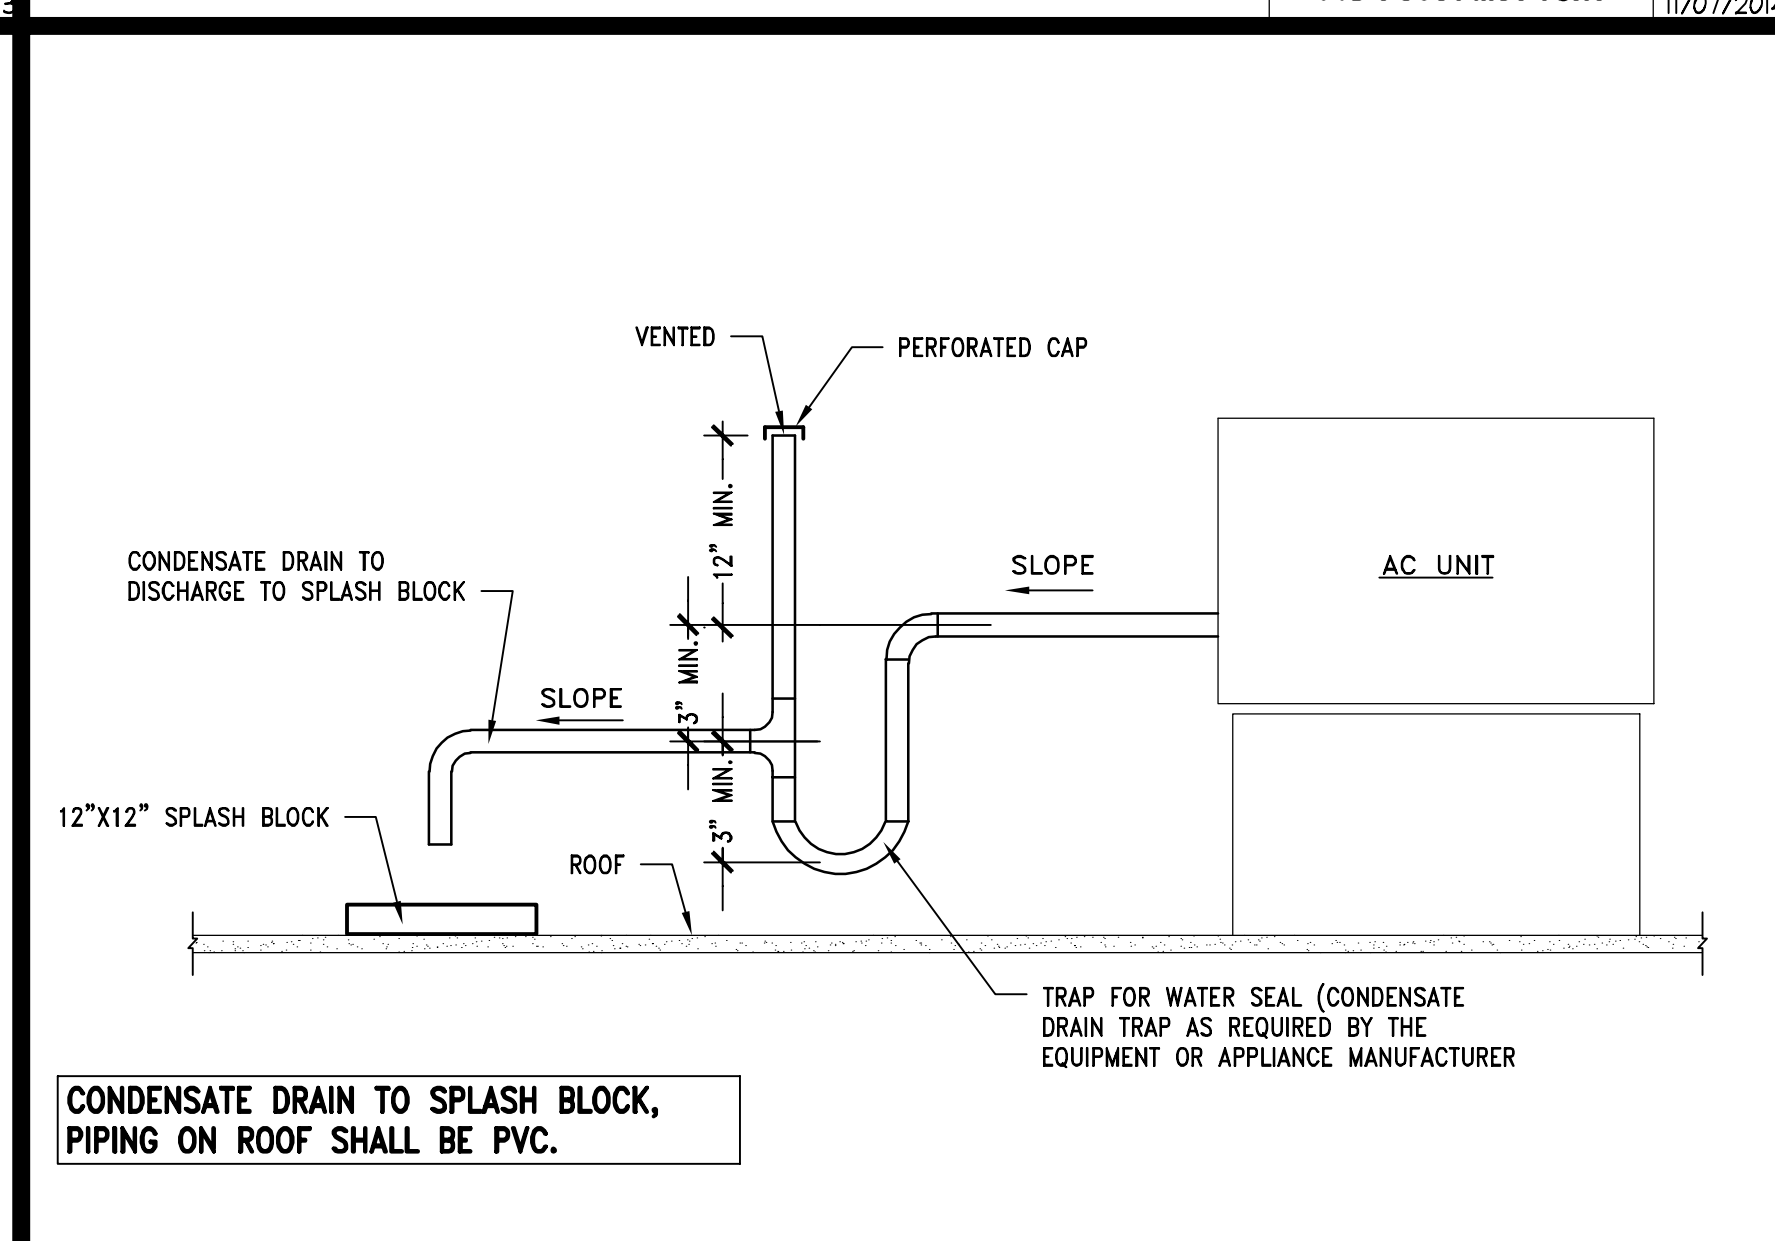 3
VENTED
PERFORATED CAP
12” MIN.
CONDENSATE DRAIN TO
DISCHARGE TO SPLASH BLOCK
SLOPE
AC UNIT
3” MIN.
SLOPE
3” MIN.
12”X12” SPLASH BLOCK
ROOF
TRAP FOR WATER SEAL (CONDENSATE
DRAIN TRAP AS REQUIRED BY THE
EQUIPMENT OR APPLIANCE MANUFACTURER
CONDENSATE DRAIN TO SPLASH BLOCK,
PIPING ON ROOF SHALL BE PVC.